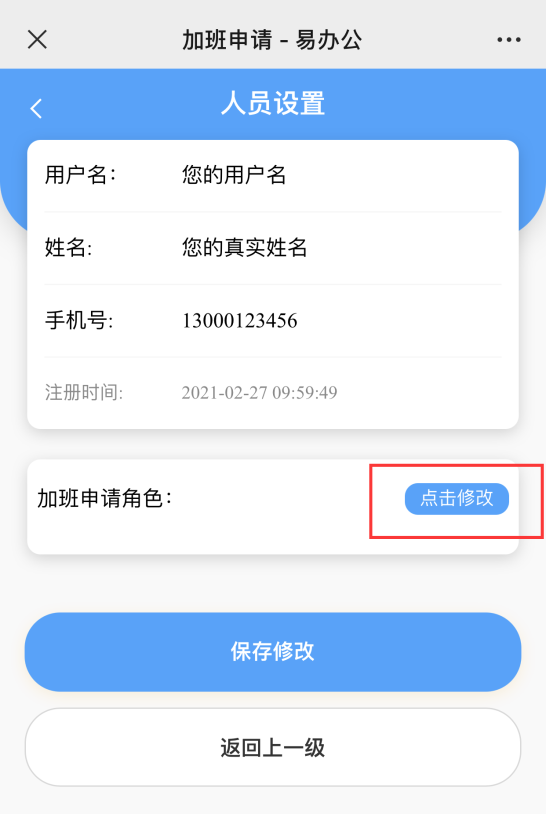 加班申请 - 易办公
人员设置
用户名： 您的用户名
姓名: 您的真实姓名
手机号: 13000123456
注册时间: 2021-02-27 09:59:49
加班申请角色： 点击修改
保存修改
返回上一级